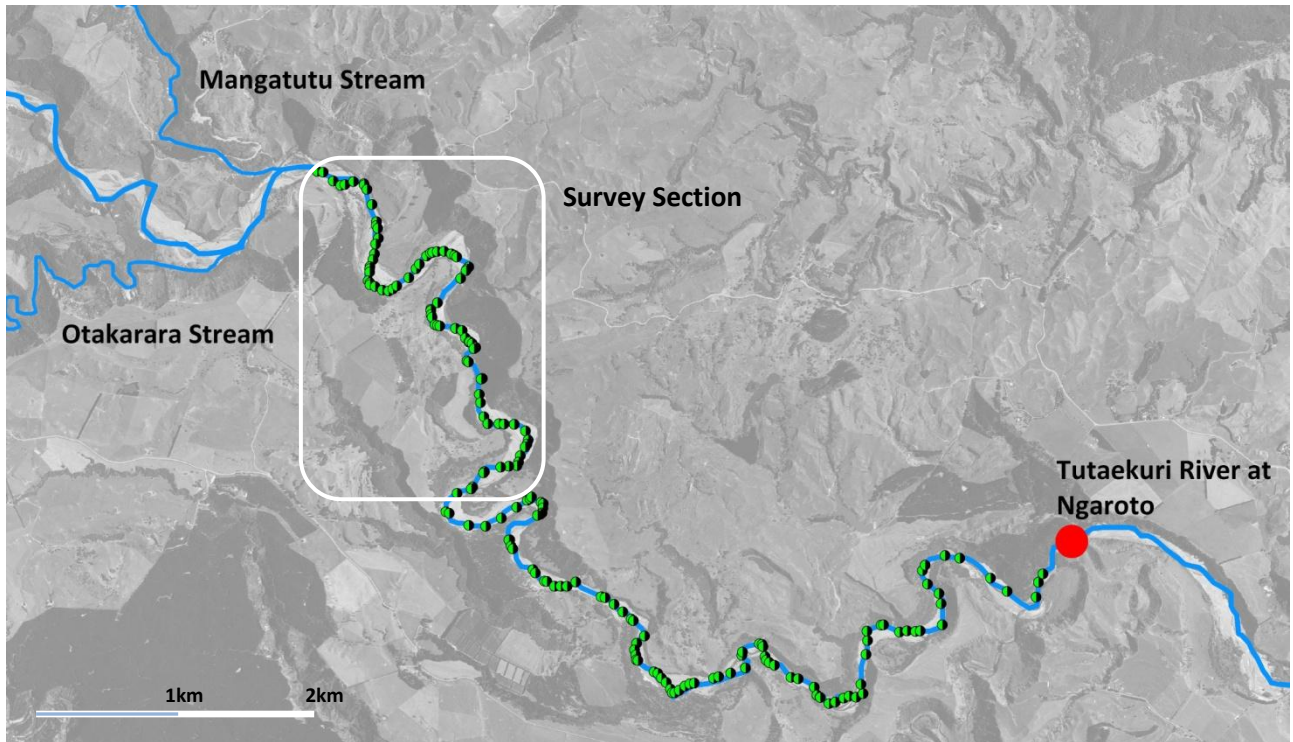 Mangatutu Stream
Survey Section
Otakarara Stream
Tutaekuri River at
Ngaroto
1km 2km